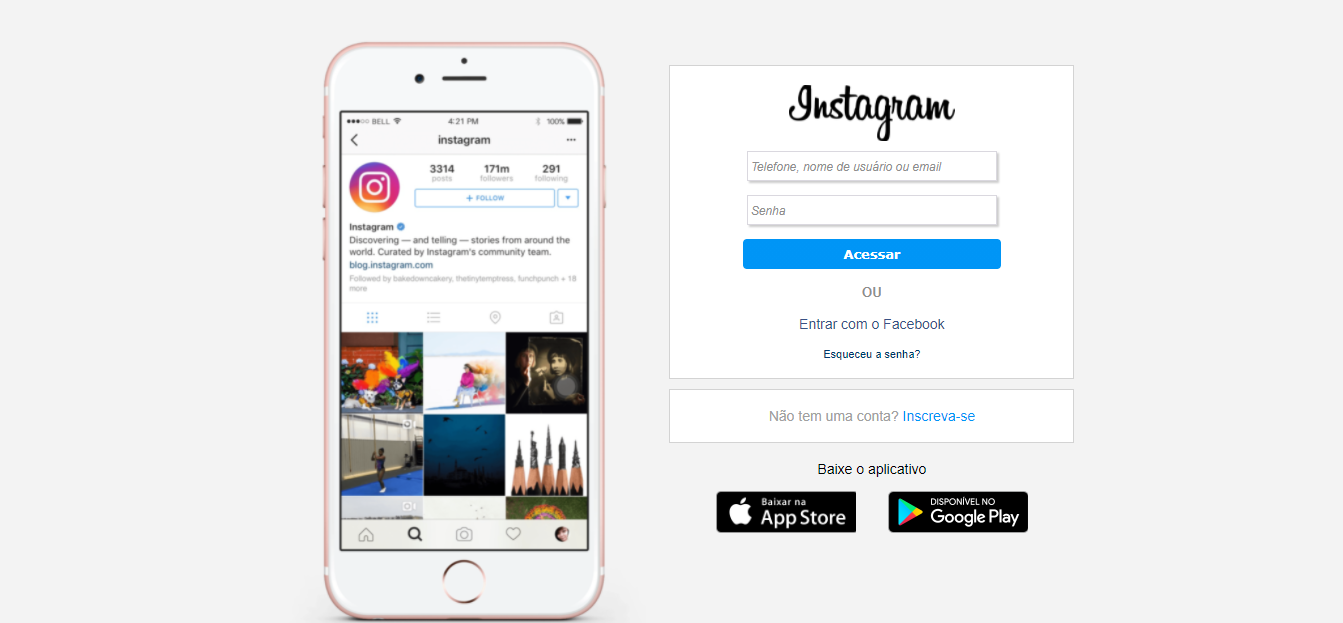 BELL 4:21 PM 100%
instagram
3314 171m 291
posts followers following
+ FOLLOW
Instagram
Discovering — and telling — stories from around the
world. Curated by Instagram's community team.
blog.instagram.com
Followed by bakedowncakery, thetinytemptress, funchpunch + 18
more
Instagram
Telefone, nome de usuário ou email
Senha
Acessar
OU
Entrar com o Facebook
Esqueceu a senha?
Não tem uma conta? Inscreva-se
Baixe o aplicativo
Baixar na
App Store
DISPONÍVEL NO
Google Play